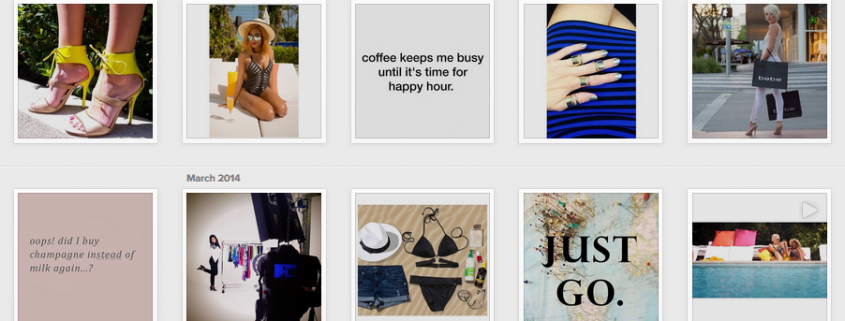 coffee keeps me busy
until it's time for
happy hour.
bebe
bebe
March 2014
oops! did I buy
champagne instead of
milk again...?
JUST
GO.